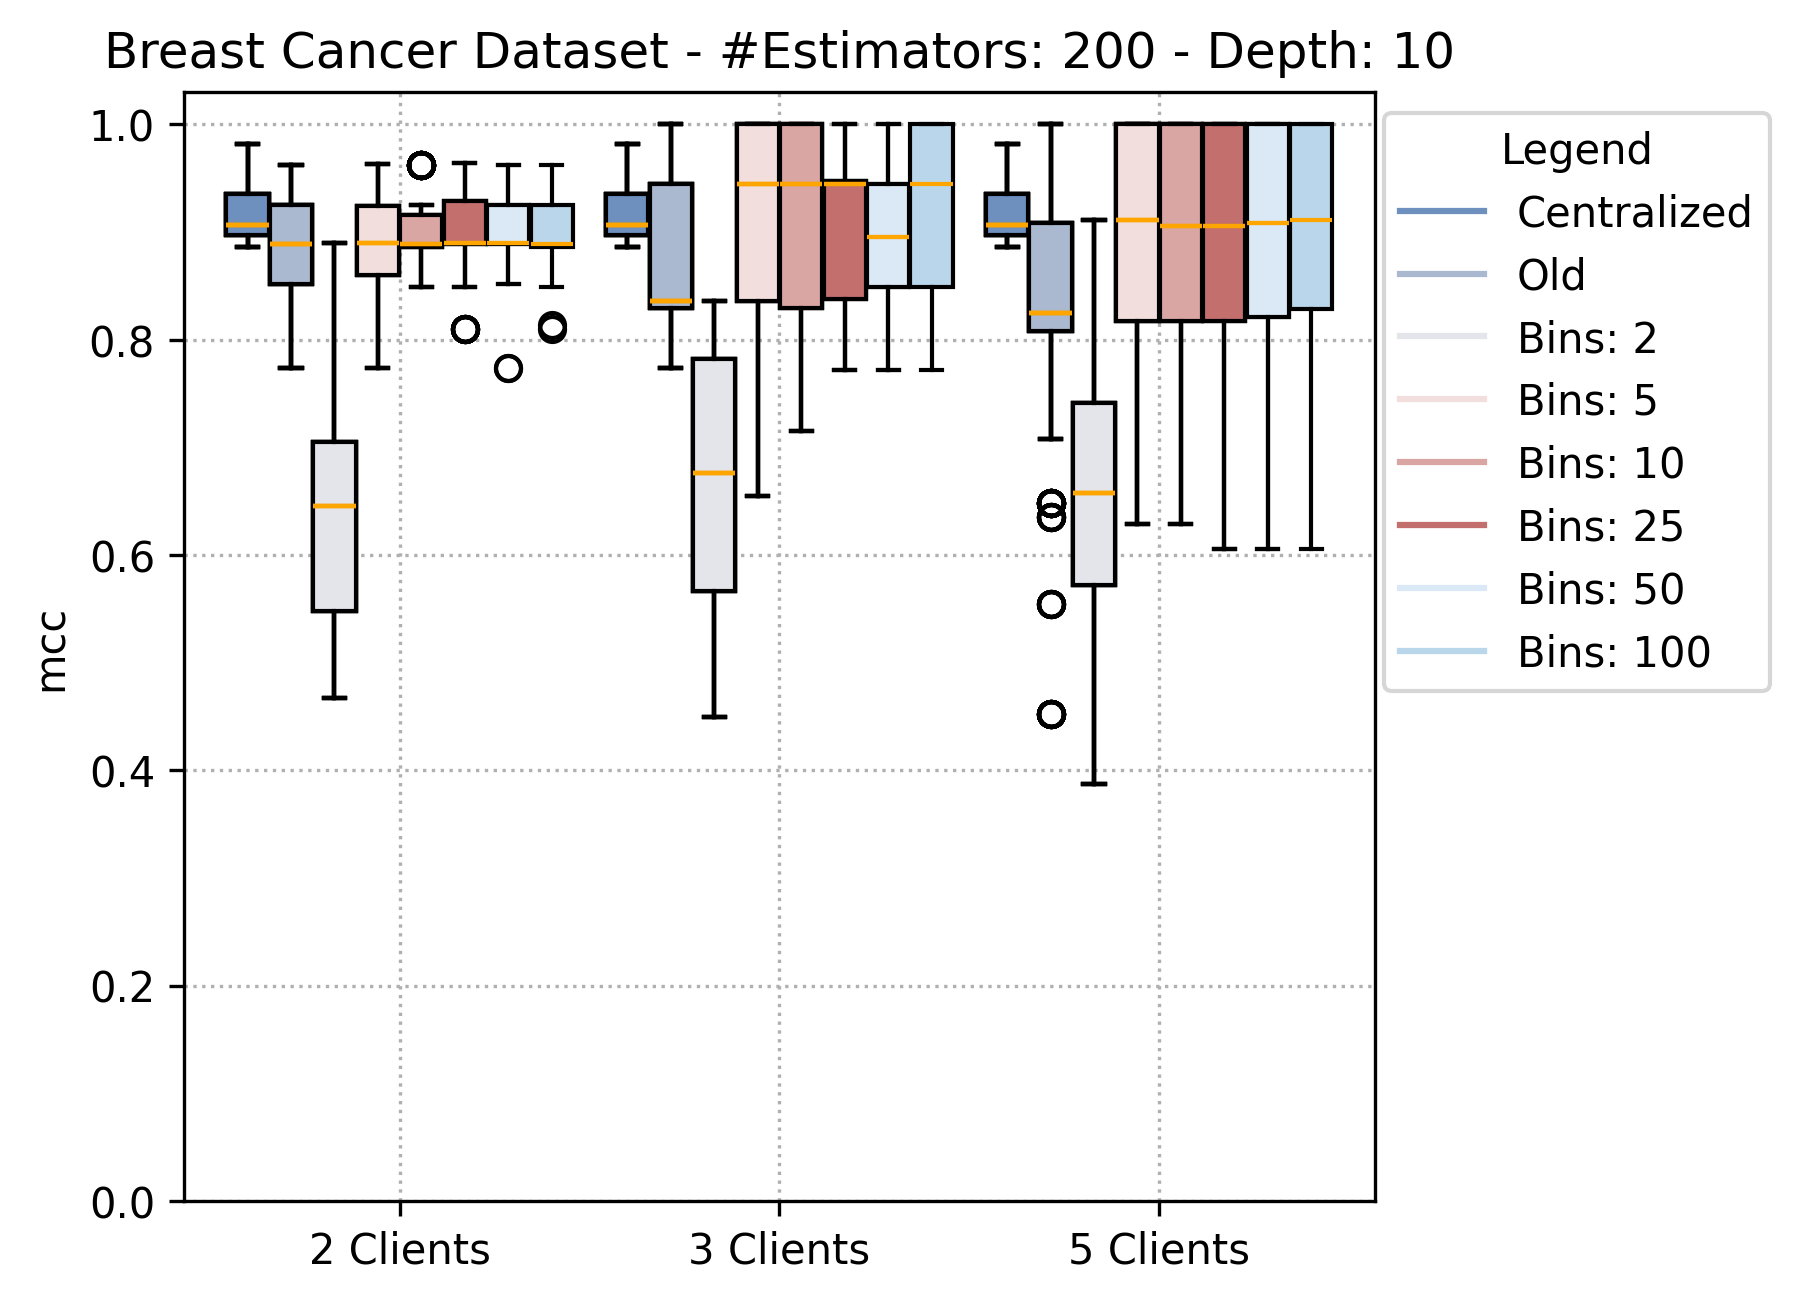 Breast Cancer Dataset - #Estimators: 200 - Depth: 10
mcc
1.0
0.8
0.6
0.4
0.2
0.0
2 Clients
3 Clients
5 Clients
Legend
Centralized
Old
Bins: 2
Bins: 5
Bins: 10
Bins: 25
Bins: 50
Bins: 100